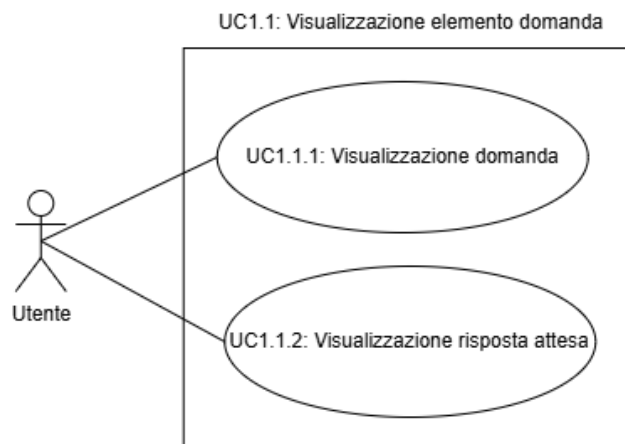 UC1.1: Visualizzazione elemento domanda
UC1.1.1: Visualizzazione domanda
Utente
UC1.1.2: Visualizzazione risposta attesa